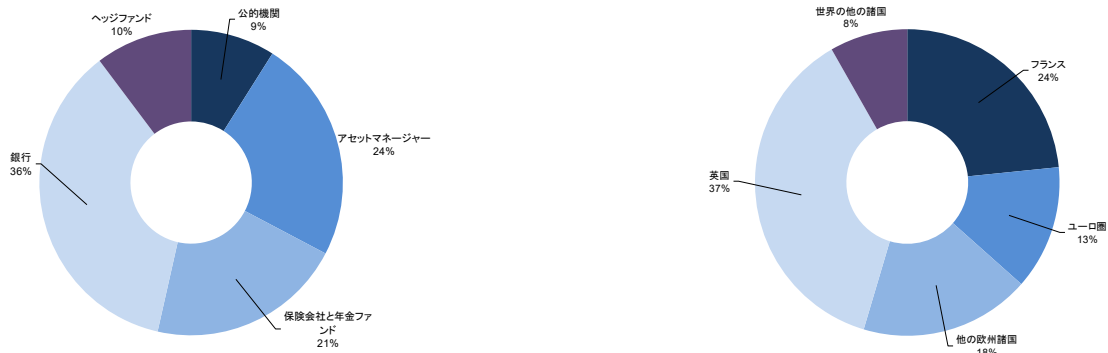 ヘッジファンド
10%
公的機関
9%
アセットマネージャー
24%
保険会社と年金ファ
ンド
21%
銀行
36%
世界の他の諸国
8%
フランス
24%
ユーロ圏
13%
他の欧州諸国
18%
英国
37%